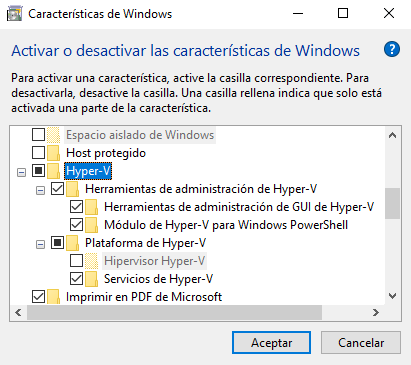 Características de Windows
Activar o desactivar las características de Windows
Para activar una característica, active la casilla correspondiente. Para
desactivarla, desactive la casilla. Una casilla rellena indica que solo está
activada una parte de la característica.
Espacio aislado de Windows
Host protegido
Hyper-V
Herramientas de administración de Hyper-V
Herramientas de administración de GUI de Hyper-V
Módulo de Hyper-V para Windows PowerShell
Plataforma de Hyper-V
Hipervisor Hyper-V
Servicios de Hyper-V
Imprimir en PDF de Microsoft
Aceptar
Cancelar